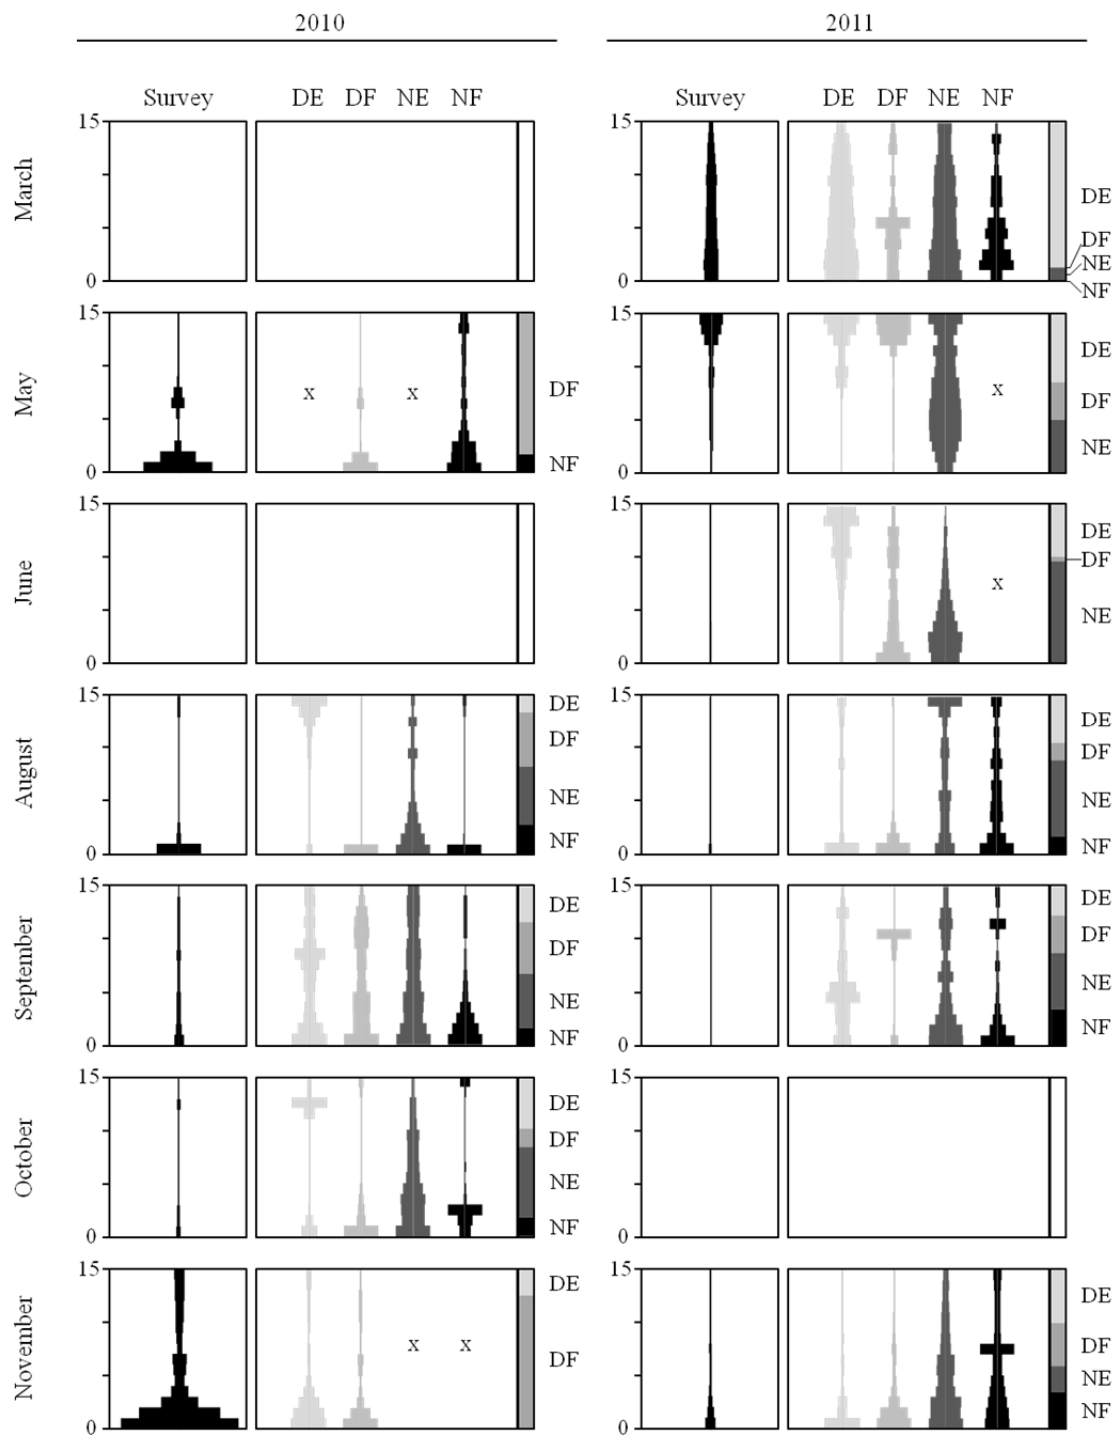 2010 2011
Survey DE DF NE NF Survey DE DF NE NF
March 15 0 15 0 DE DF NE NF
May 15 0 x x DF NF 15 0 x DE DF NE
June 15 0 15 0 x DE DF NE
August 15 0 DE DF NE NF 15 0 DE DF NE NF
September 15 0 DE DF NE NF 15 0 DE DF NE NF
October 15 0 DE DF NE NF 15 0
November 15 0 x x DE DF 15 0 DE DF NE NF